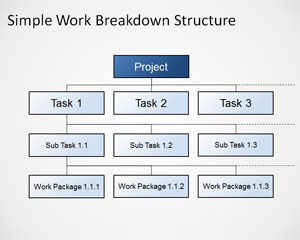 Simple Work Breakdown Structure
Project
Task 1
Task 2
Task 3
Sub Task 1.1
Sub Task 1.2
Sub Task 1.3
Work Package 1.1.1
Work Package 1.1.2
Work Package 1.1.3